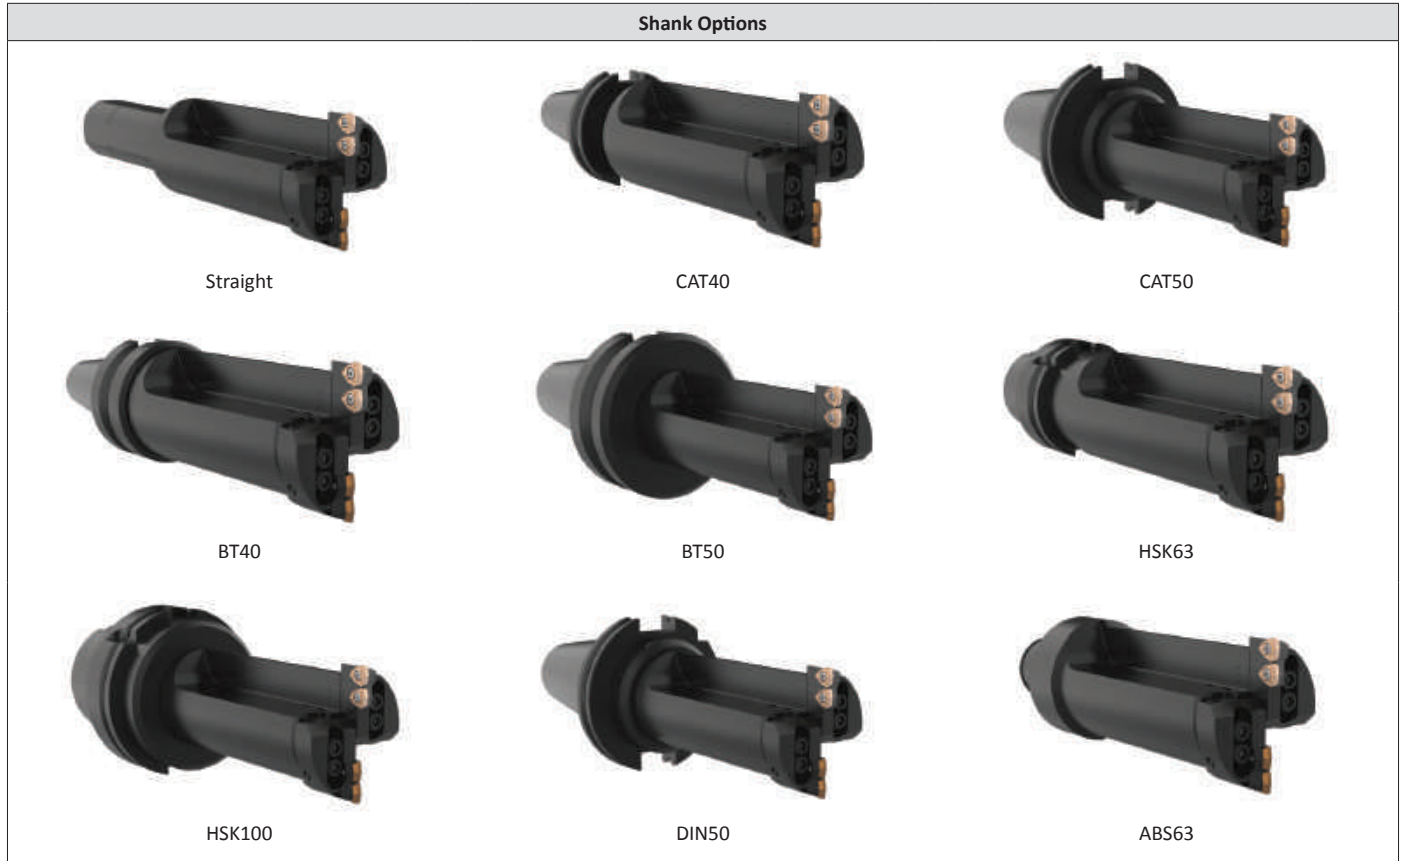 Shank Options
Straight
CAT40
CAT50
BT40
BT50
HSK63
HSK100
DIN50
ABS63